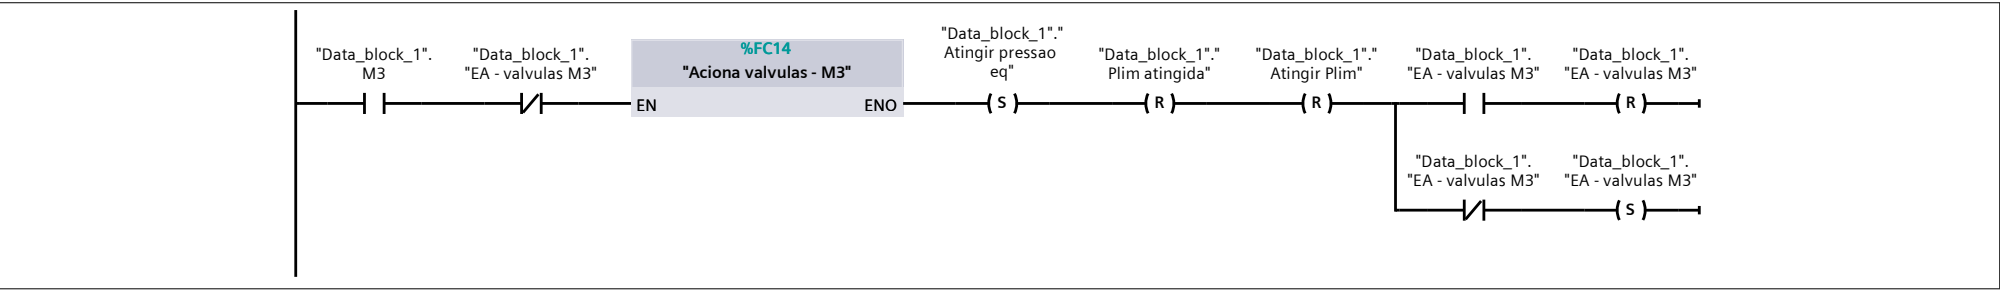 "Data_block_1".
M3
"Data_block_1".
"EA - valvulas M3"
%FC14
"Aciona valvulas - M3"
EN
ENO
"Data_block_1"."
Atingir pressao
eq"
( S )
"Data_block_1"."
Plim atingida"
( R )
"Data_block_1"."
Atingir Plim"
( R )
"Data_block_1".
"EA - valvulas M3"
"Data_block_1".
"EA - valvulas M3"
( R )
"Data_block_1".
"EA - valvulas M3"
"Data_block_1".
"EA - valvulas M3"
( S )